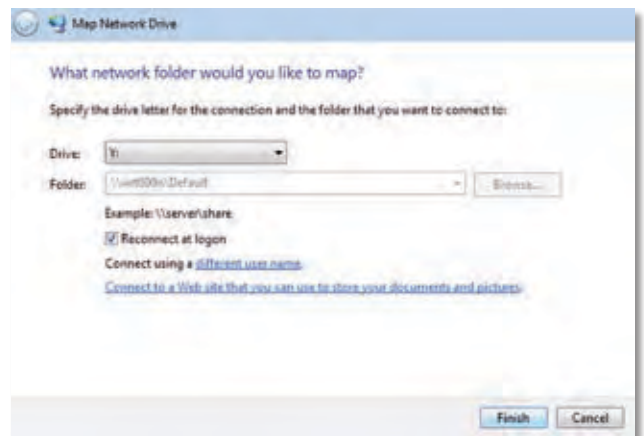 Map Network Drive
What network folder would you like to map?
Specify the drive letter for the connection and the folder that you want to connect to:
Drive: Y:
Folder: Browse...
Example: \\server\share
Reconnect at logon
Connect using a different user name.
Connect to a Web site that you can use to store your documents and pictures.
Finish Cancel